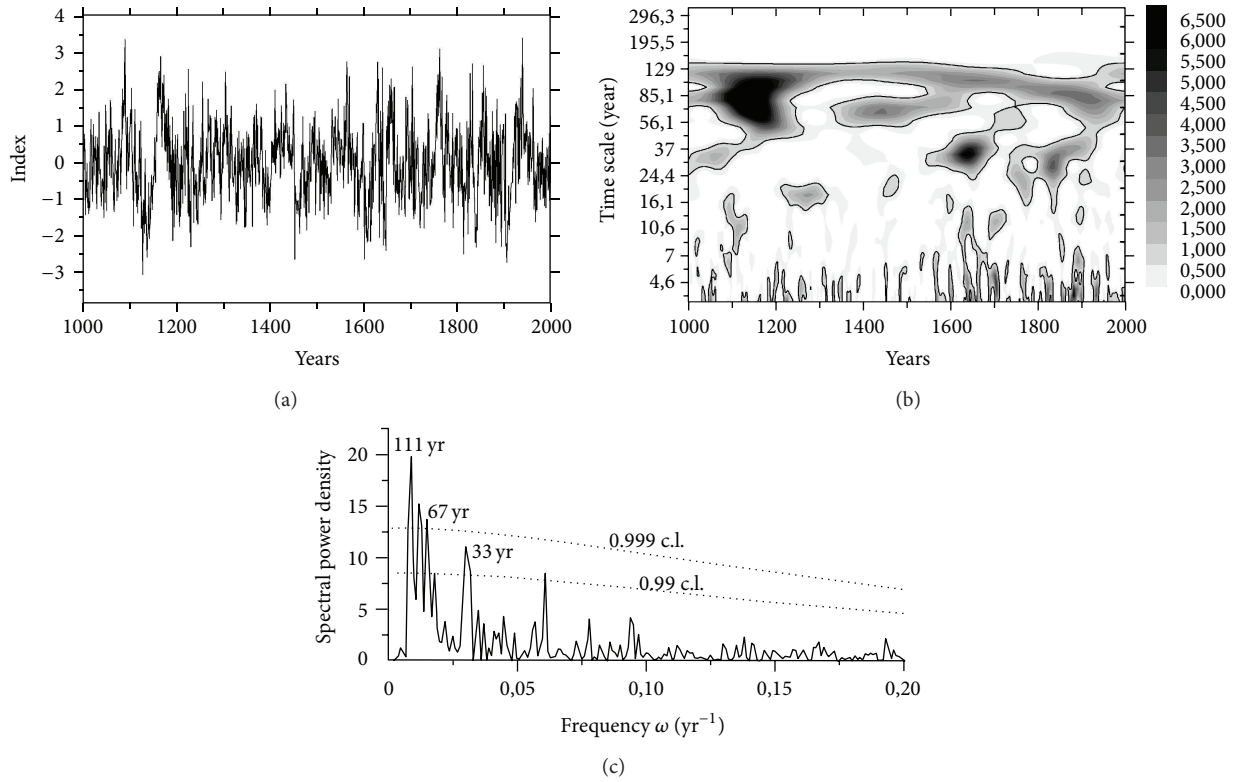 4
3
2
1
0
−1
−2
−3
Index
1000 1200 1400 1600 1800 2000
Years
(a)
296,3
195,5
129
85,1
56,1
37
24,4
16,1
10,6
7
4,6
Time scale (year)
1000 1200 1400 1600 1800 2000
Years
6,500
6,000
5,500
5,000
4,500
4,000
3,500
3,000
2,500
2,000
1,500
1,000
0,500
0,000
(b)
20
15
10
5
0
Spectral power density
111 yr
67 yr
33 yr
0.999 c.l.
0.99 c.l.
0 0,05 0,10 0,15 0,20
Frequency ω (yr⁻¹)
(c)